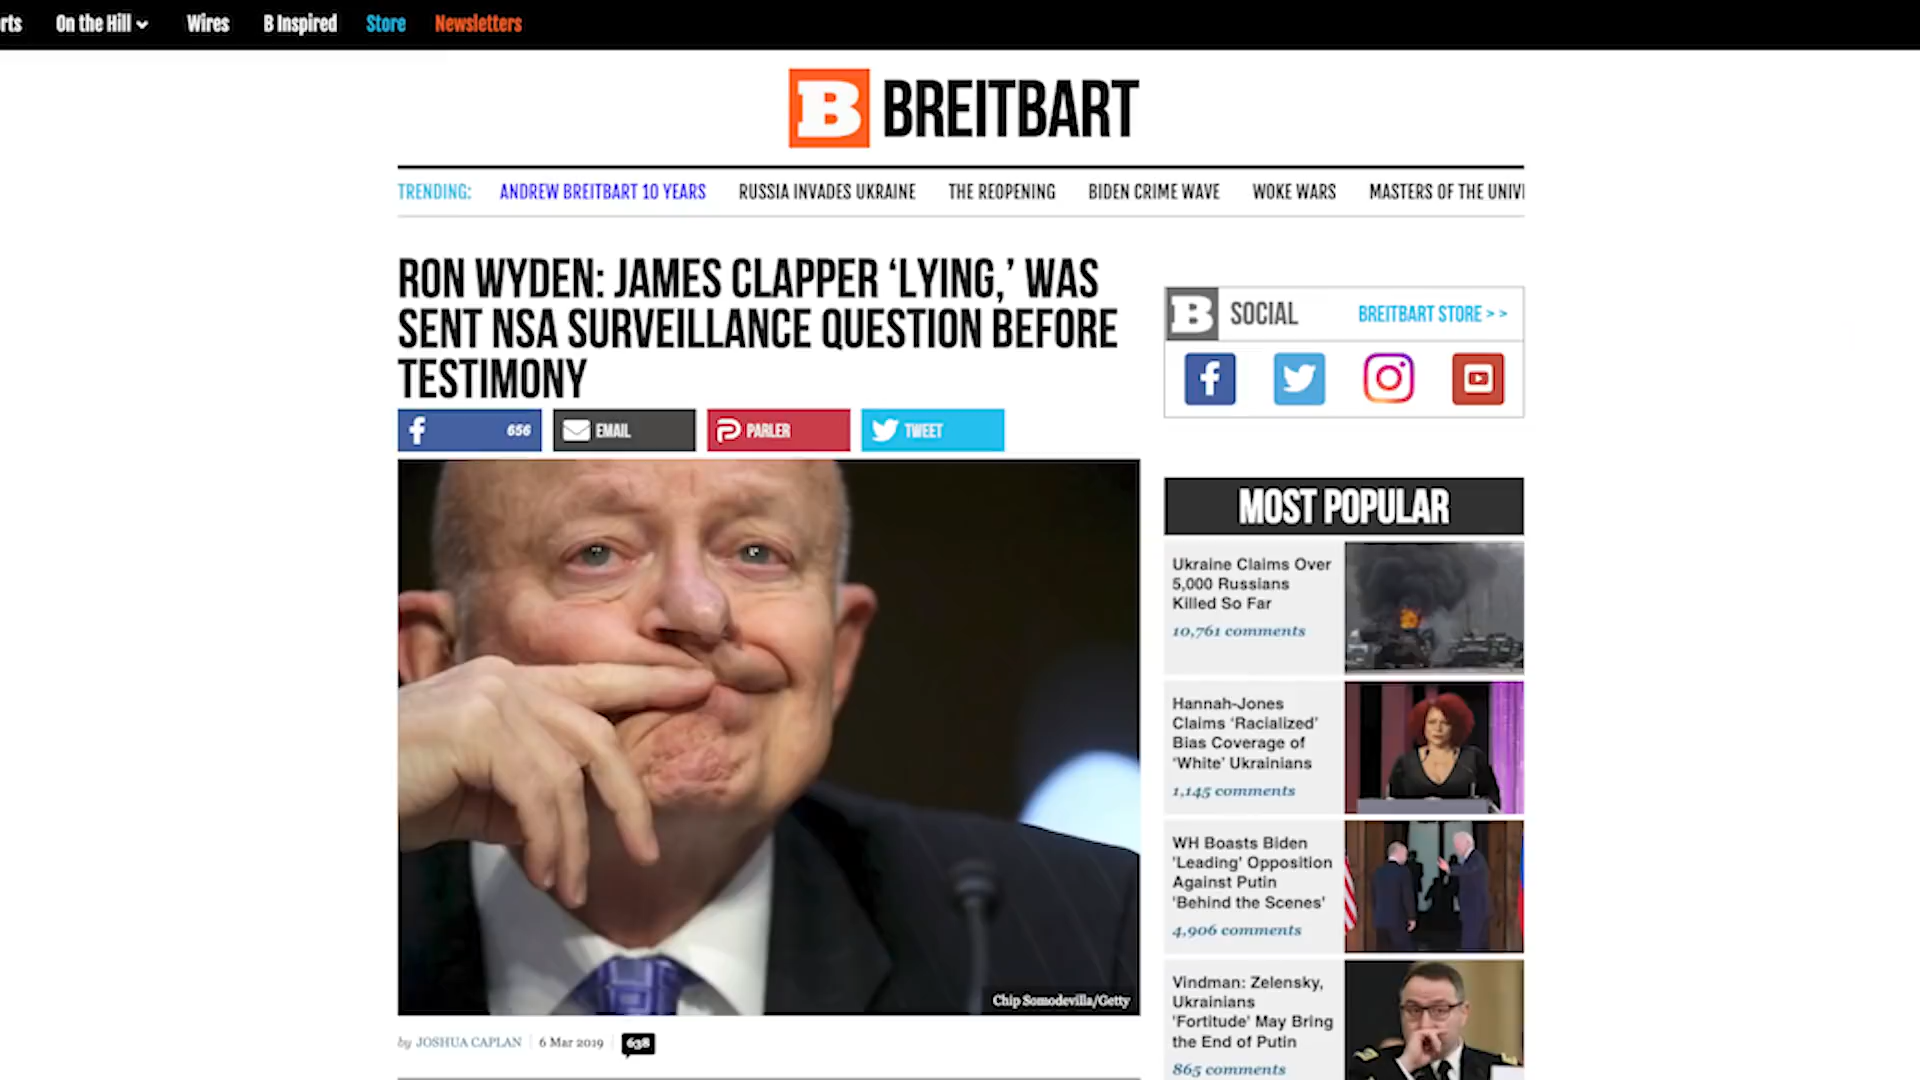 rts On the Hill Wires B Inspired Store Newsletters
B BREITBART
TRENDING: ANDREW BREITBART 10 YEARS RUSSIA INVADES UKRAINE THE REOPENING BIDEN CRIME WAVE WOKE WARS MASTERS OF THE UNIV
RON WYDEN: JAMES CLAPPER ‘LYING,’ WAS
SENT NSA SURVEILLANCE QUESTION BEFORE
TESTIMONY
656 EMAIL PARLER TWEET
Chip Somodevilla/Getty
by JOSHUA CAPLAN 6 Mar 2019 638
B SOCIAL BREITBART STORE > >
MOST POPULAR
Ukraine Claims Over
5,000 Russians
Killed So Far
10,761 comments
Hannah-Jones
Claims ‘Racialized’
Bias Coverage of
‘White’ Ukrainians
1,145 comments
WH Boasts Biden
'Leading' Opposition
Against Putin
'Behind the Scenes'
4,906 comments
Vindman: Zelensky,
Ukrainians
'Fortitude' May Bring
the End of Putin
865 comments